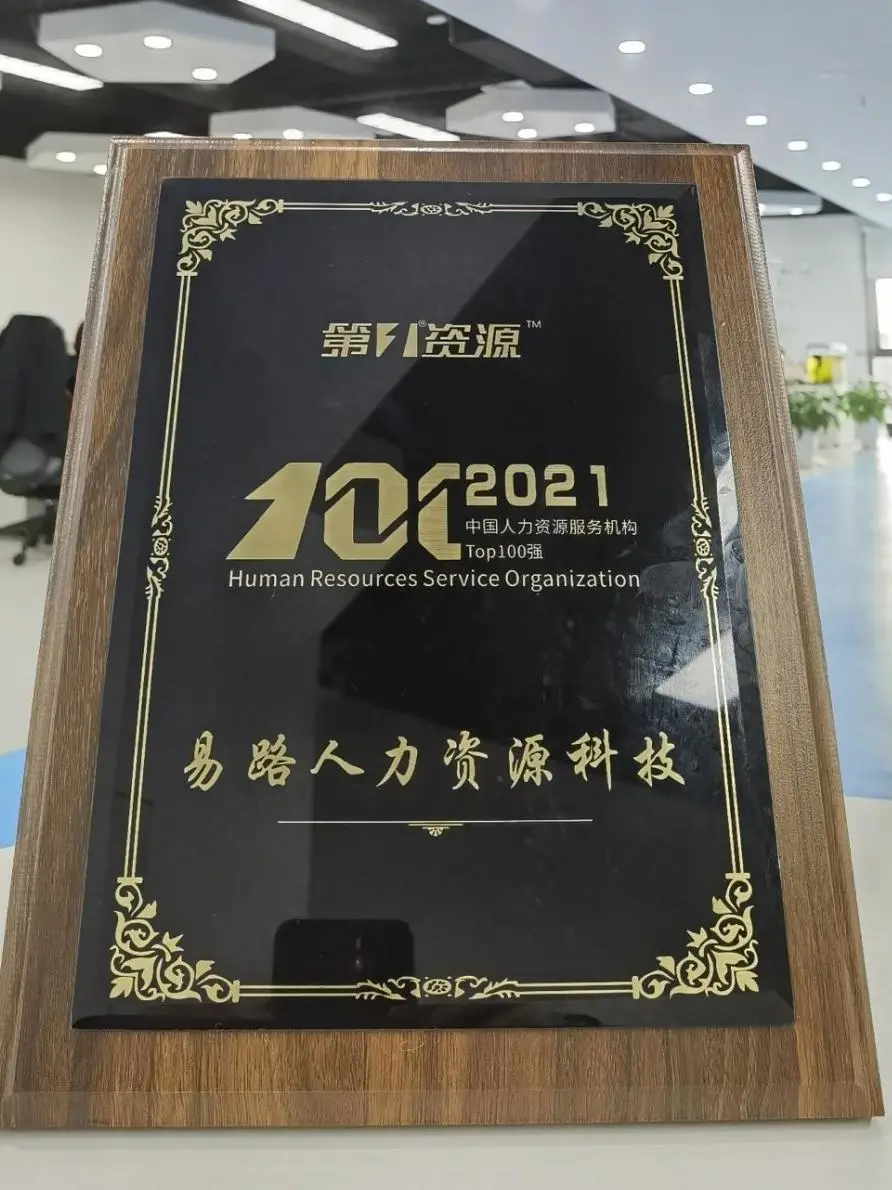 第1®资源™
100
2021
中国人力资源服务机构
Top100强
Human Resources Service Organization
易路人力资源科技